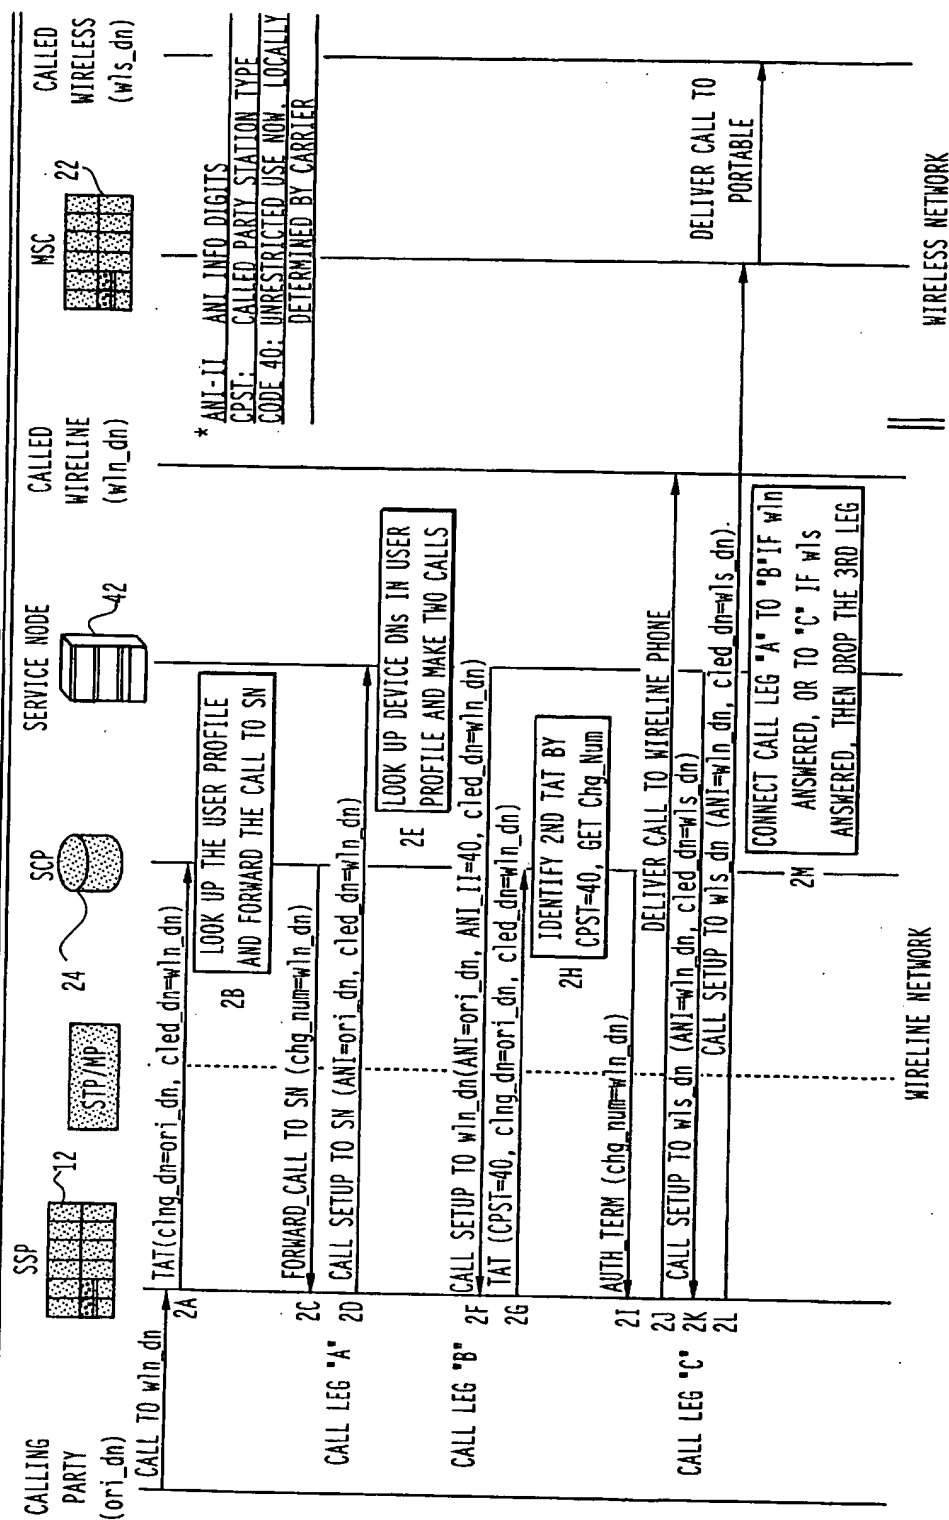 CALLING
PARTY
(ori_dn)
SSP
12
STP/MP
SCP
24
SERVICE NODE
42
CALLED
WIRELINE
(wln_dn)
MSC
22
CALLED
WIRELESS
(wls_dn)
CALL TO wln_dn
TAT(clng_dn=ori_dn, cled_dn=wln_dn)
2A
LOOK UP THE USER PROFILE
AND FORWARD THE CALL TO SN
2B
* ANI-II ANI INFO DIGITS
CPST: CALLED PARTY STATION TYPE
CODE 40: UNRESTRICTED USE NOW. LOCALLY
DETERMINED BY CARRIER
FORWARD_CALL TO SN (chg_num=wln_dn)
2C
CALL SETUP TO SN (ANI=ori_dn, cled_dn=wln_dn)
2D
CALL LEG "A"
LOOK UP DEVICE DNs IN USER
PROFILE AND MAKE TWO CALLS
2E
CALL SETUP TO wln_dn(ANI=ori_dn, ANI_II=40, cled_dn=wln_dn)
2F
CALL LEG "B"
TAT (CPST=40, clng_dn=ori_dn, cled_dn=wln_dn)
2G
IDENTIFY 2ND TAT BY
CPST=40, GET Chg_Num
2H
AUTH_TERM (chg_num=wln_dn)
2I
DELIVER CALL TO WIRELINE PHONE
2J
CALL SETUP TO wls_dn (ANI=wln_dn, cled_dn=wls_dn)
2K
CALL LEG "C"
CALL SETUP TO wls_dn (ANI=wln_dn, cled_dn=wls_dn)
2L
DELIVER CALL TO
PORTABLE
CONNECT CALL LEG "A" TO "B"IF wln
ANSWERED, OR TO "C" IF wls
ANSWERED, THEN DROP THE 3RD LEG
2M
WIRELINE NETWORK
WIRELESS NETWORK